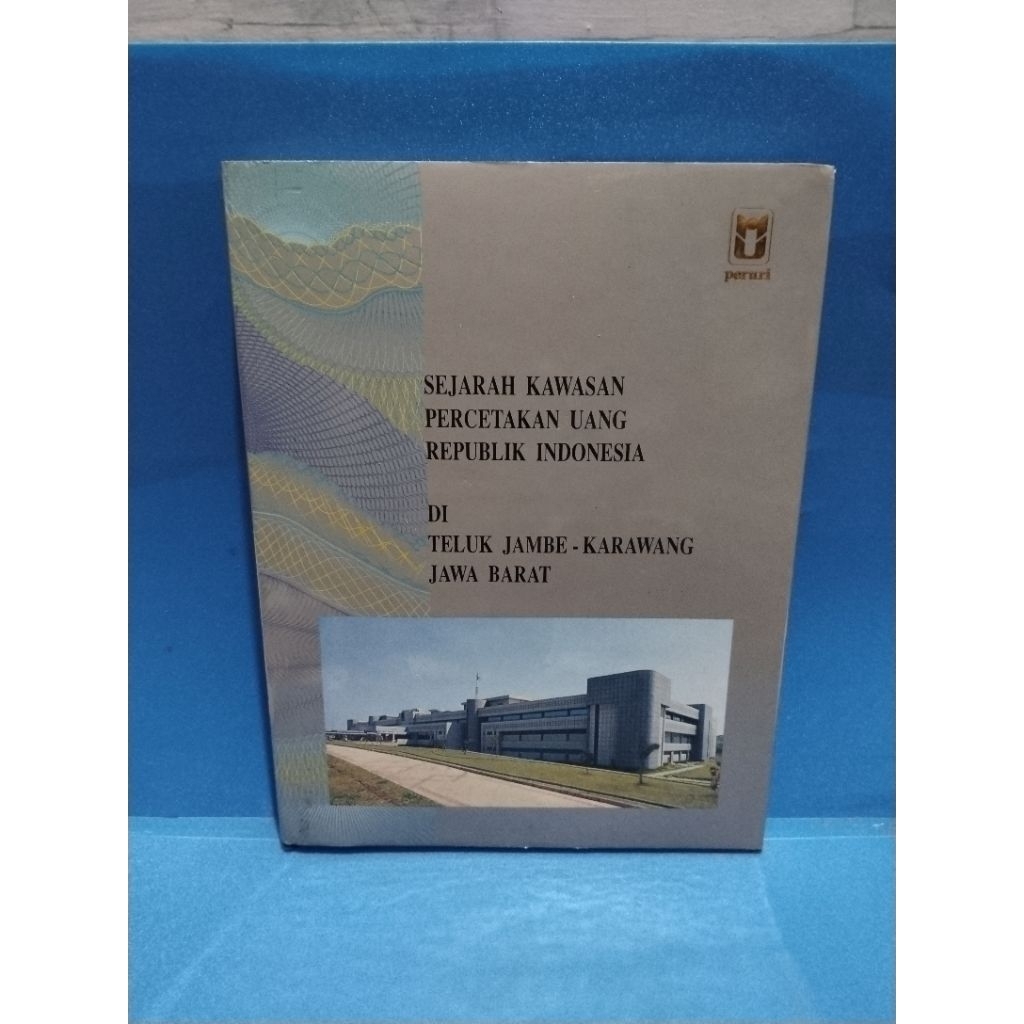 peruri
SEJARAH KAWASAN
PERCETAKAN UANG
REPUBLIK INDONESIA
DI
TELUK JAMBE - KARAWANG
JAWA BARAT